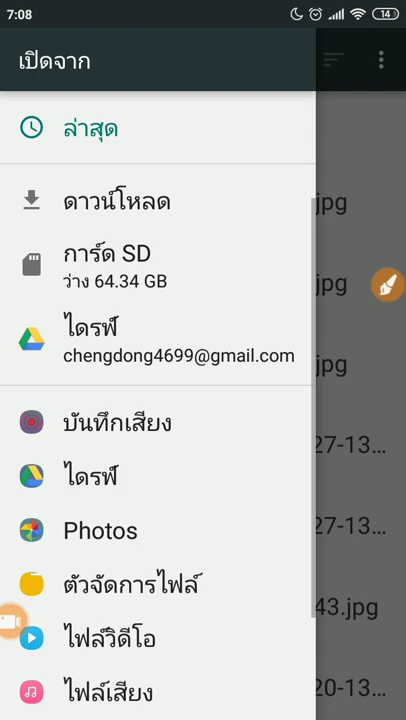 7:08
14
เปิดจาก
ล่าสุด
jpg
ดาวน์โหลด
การ์ด SD
ว่าง 64.34 GB
jpg
ไดรฟ์
chengdong4699@gmail.com
jpg
บันทึกเสียง
27-13...
ไดรฟ์
Photos
27-13...
ตัวจัดการไฟล์
43.jpg
ไฟล์วิดีโอ
ไฟล์เสียง
20-13...